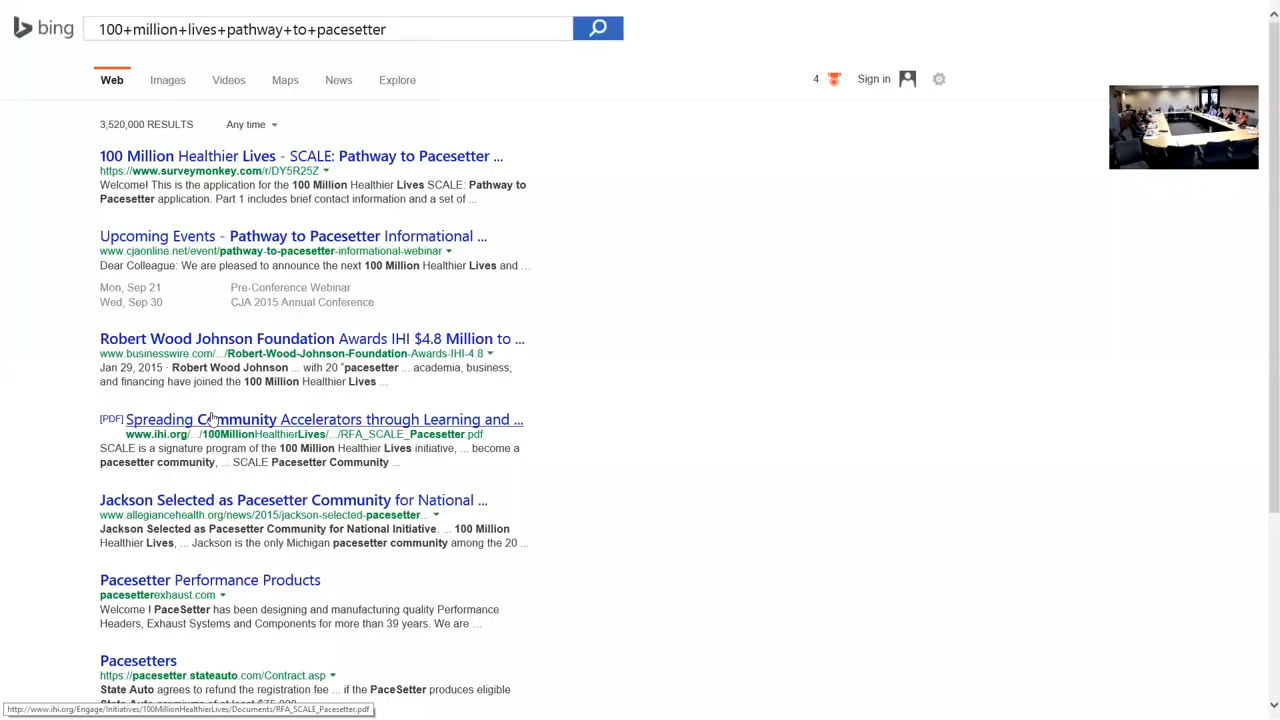 bing
100+million+lives+pathway+to+pacesetter
Web Images Videos Maps News Explore
4 Sign in
3,520,000 RESULTS Any time
100 Million Healthier Lives - SCALE: Pathway to Pacesetter ...
https://www.surveymonkey.com/r/DY5R25Z
Welcome! This is the application for the 100 Million Healthier Lives SCALE: Pathway to
Pacesetter application. Part 1 includes brief contact information and a set of ...
Upcoming Events - Pathway to Pacesetter Informational ...
www.cjaonline.net/event/pathway-to-pacesetter-informational-webinar
Dear Colleague: We are pleased to announce the next 100 Million Healthier Lives and ...
Mon, Sep 21 Pre-Conference Webinar
Wed, Sep 30 CJA 2015 Annual Conference
Robert Wood Johnson Foundation Awards IHI $4.8 Million to ...
www.businesswire.com/.../Robert-Wood-Johnson-Foundation-Awards-IHI-4.8
Jan 29, 2015 · Robert Wood Johnson ... with 20 "pacesetter ... academia, business,
and financing have joined the 100 Million Healthier Lives ...
[PDF] Spreading Community Accelerators through Learning and ...
www.ihi.org/.../100MillionHealthierLives/.../RFA_SCALE_Pacesetter.pdf
SCALE is a signature program of the 100 Million Healthier Lives initiative, ... become a
pacesetter community, ... SCALE Pacesetter Community ...
Jackson Selected as Pacesetter Community for National ...
www.allegiancehealth.org/news/2015/jackson-selected-pacesetter...
Jackson Selected as Pacesetter Community for National Initiative. ... 100 Million
Healthier Lives, ... Jackson is the only Michigan pacesetter community among the 20 ...
Pacesetter Performance Products
pacesetterexhaust.com
Welcome ! PaceSetter has been designing and manufacturing quality Performance
Headers, Exhaust Systems and Components for more than 39 years. We are ...
Pacesetters
https://pacesetter.stateauto.com/Contract.asp
State Auto agrees to refund the registration fee ... if the PaceSetter produces eligible
State Auto premiums of at least $75,000
http://www.ihi.org/Engage/Initiatives/100MillionHealthierLives/Documents/RFA_SCALE_Pacesetter.pdf